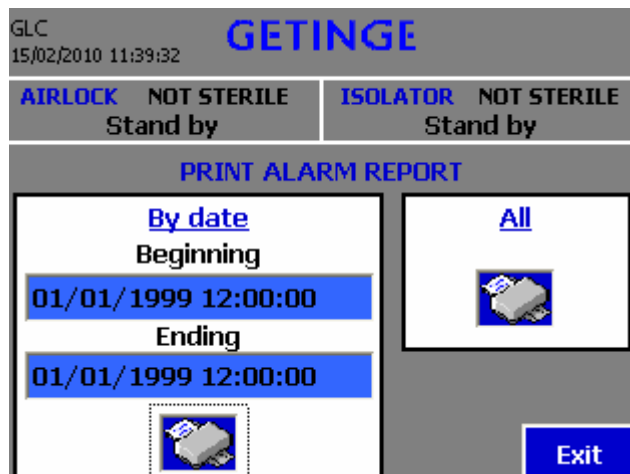 GLC
15/02/2010 11:39:32
GETINGE
AIRLOCK NOT STERILE
Stand by
ISOLATOR NOT STERILE
Stand by
PRINT ALARM REPORT
By date
Beginning
01/01/1999 12:00:00
Ending
01/01/1999 12:00:00
All
Exit